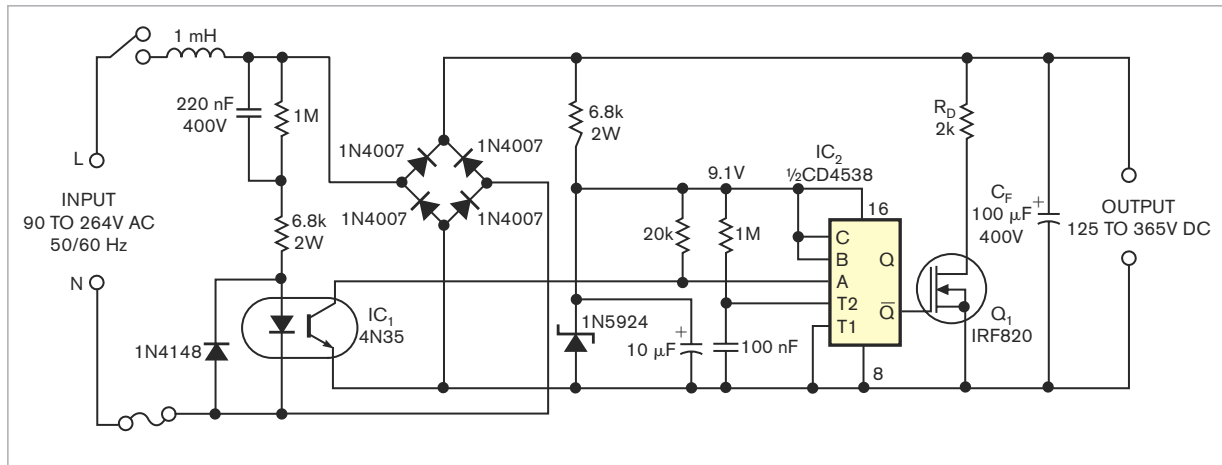 1 mH
220 nF
400V
1M
L
INPUT
90 TO 264V AC
50/60 Hz
N
6.8k
2W
1N4148
IC1
4N35
1N4007
1N4007
1N4007
1N4007
6.8k
2W
9.1V
20k
1M
1N5924
10 µF
+
100 nF
IC2
½CD4538
16
C
B
A
T2
T1
Q
Q̅
8
RD
2k
Q1
IRF820
CF
100 µF
400V
+
OUTPUT
125 TO 365V DC